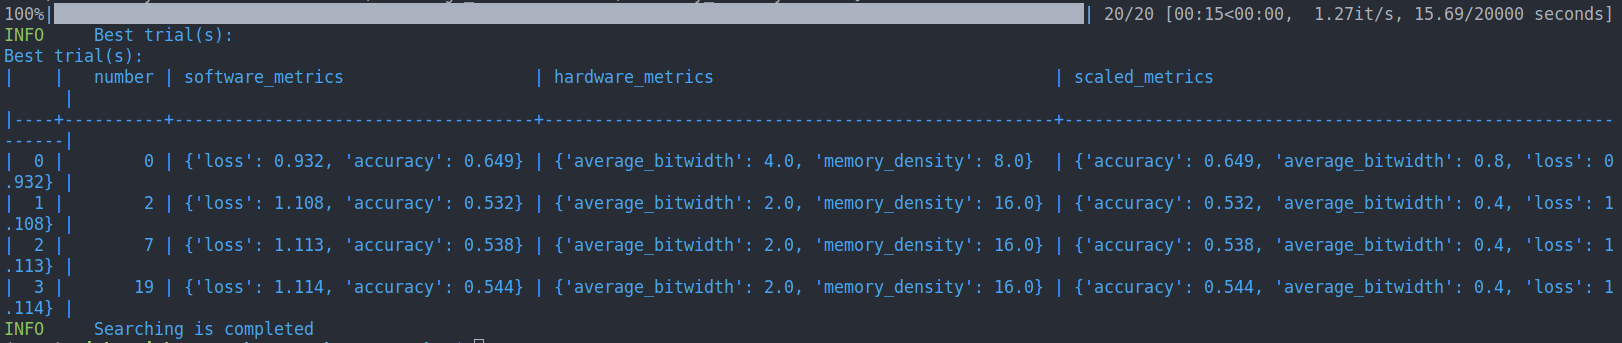 100%| | 20/20 [00:15<00:00, 1.27it/s, 15.69/20000 seconds]
INFO     Best trial(s):
Best trial(s):
|    |   number | software_metrics                   | hardware_metrics                                  | scaled_metrics
      |
|----+----------+------------------------------------+---------------------------------------------------+-------------------------------------------------------
------|
|  0 |        0 | {'loss': 0.932, 'accuracy': 0.649} | {'average_bitwidth': 4.0, 'memory_density': 8.0}  | {'accuracy': 0.649, 'average_bitwidth': 0.8, 'loss': 0
.932} |
|  1 |        2 | {'loss': 1.108, 'accuracy': 0.532} | {'average_bitwidth': 2.0, 'memory_density': 16.0} | {'accuracy': 0.532, 'average_bitwidth': 0.4, 'loss': 1
.108} |
|  2 |        7 | {'loss': 1.113, 'accuracy': 0.538} | {'average_bitwidth': 2.0, 'memory_density': 16.0} | {'accuracy': 0.538, 'average_bitwidth': 0.4, 'loss': 1
.113} |
|  3 |       19 | {'loss': 1.114, 'accuracy': 0.544} | {'average_bitwidth': 2.0, 'memory_density': 16.0} | {'accuracy': 0.544, 'average_bitwidth': 0.4, 'loss': 1
.114} |
INFO     Searching is completed